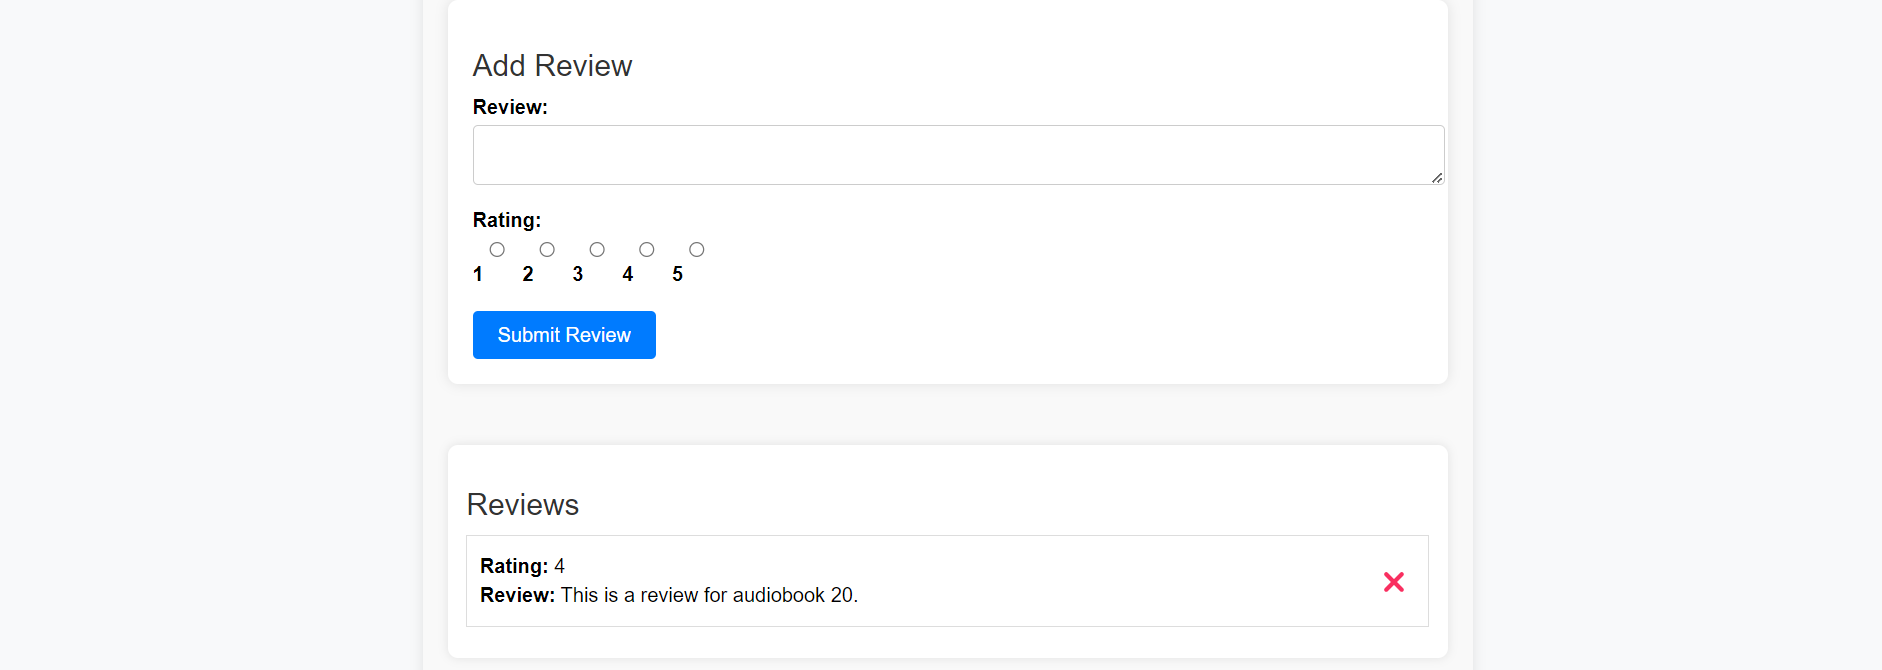 Add Review
Review:
Rating:
1 2 3 4 5
Submit Review
Reviews
Rating: 4
Review: This is a review for audiobook 20.